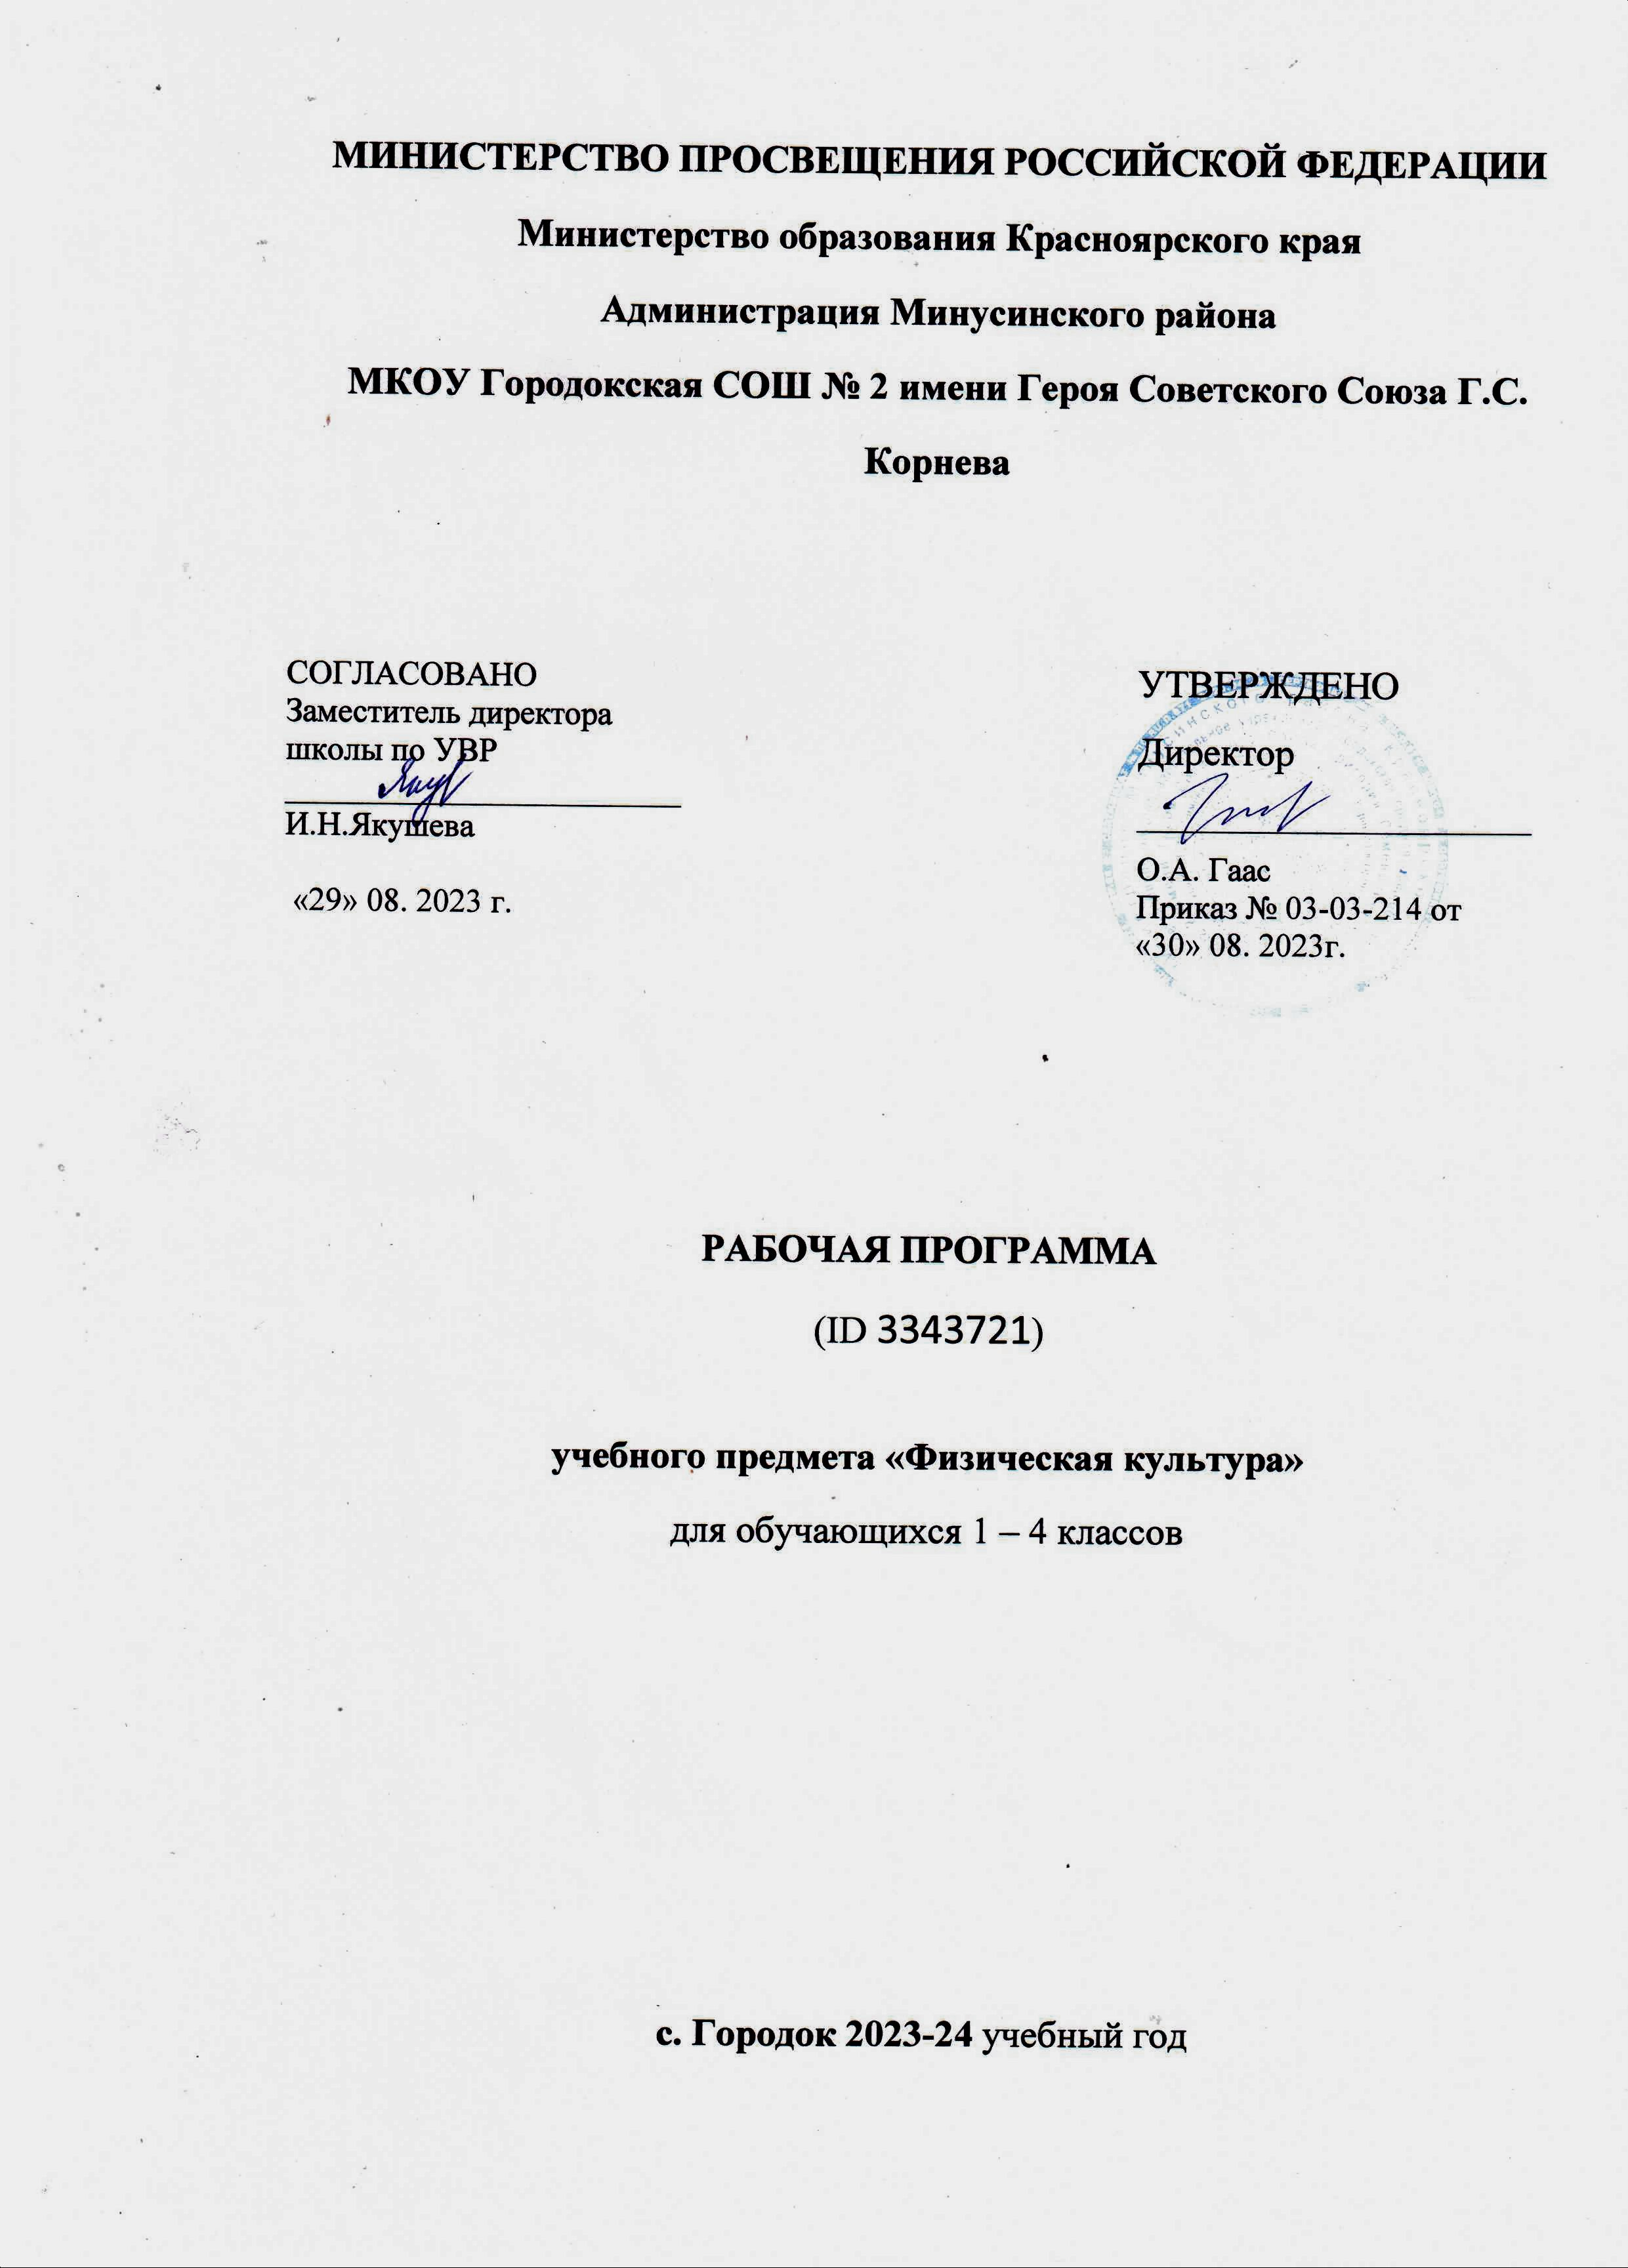 МИНИСТЕРСТВО ПРОСВЕЩЕНИЯ РОССИЙСКОЙ ФЕДЕРАЦИИ
Министерство образования Красноярского края
Администрация Минусинского района
МКОУ Городокская СОШ № 2 имени Героя Советского Союза Г.С.
Корнева
СОГЛАСОВАНО
Заместитель директора
школы по УВР
И.Н.Якушева
«29» 08. 2023 г.
УТВЕРЖДЕНО
Директор
О.А. Гаас
Приказ № 03-03-214 от
«30» 08. 2023г.
РАБОЧАЯ ПРОГРАММА
(ID 3343721)
учебного предмета «Физическая культура»
для обучающихся 1 – 4 классов
с. Городок 2023-24 учебный год